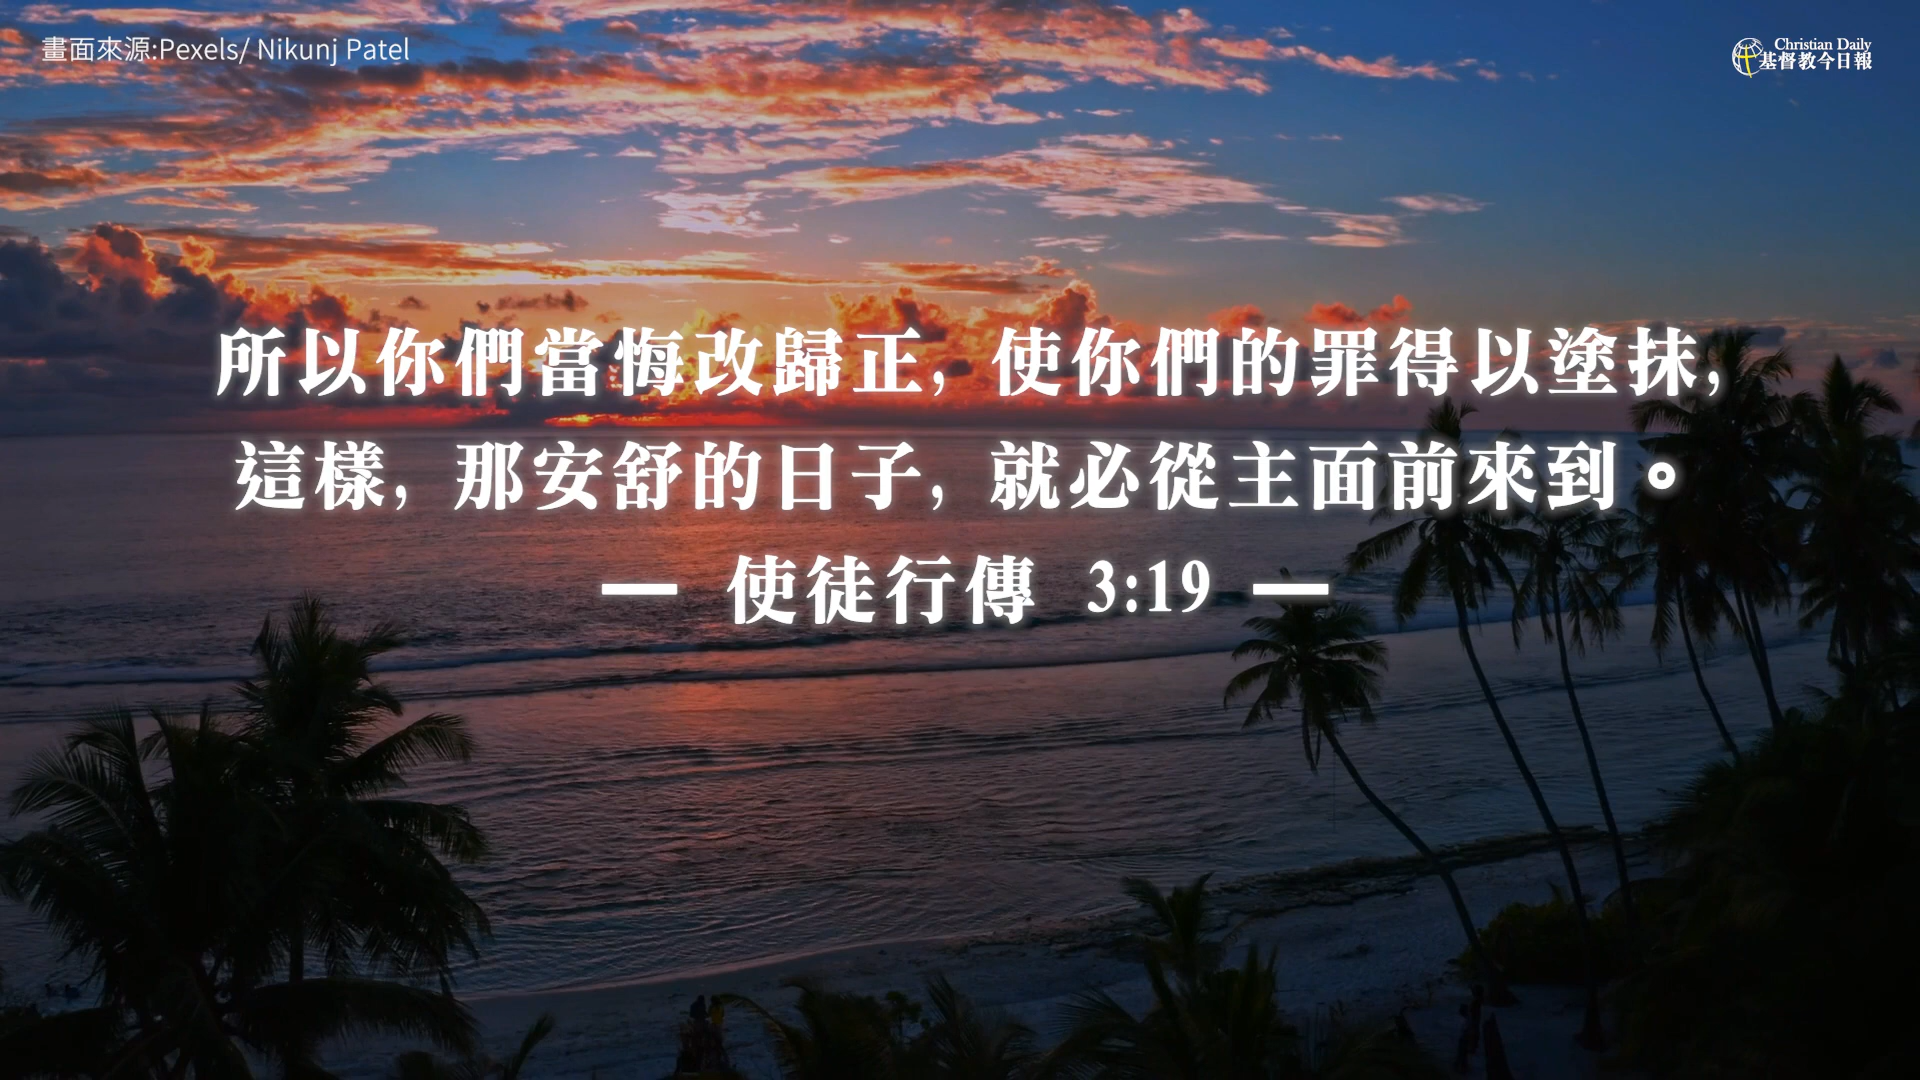 畫面來源:Pexels/ Nikunj Patel
Christian Daily
基督教今日報
所以你們當悔改歸正, 使你們的罪得以塗抹,
這樣, 那安舒的日子, 就必從主面前來到。
— 使徒行傳 3:19 —